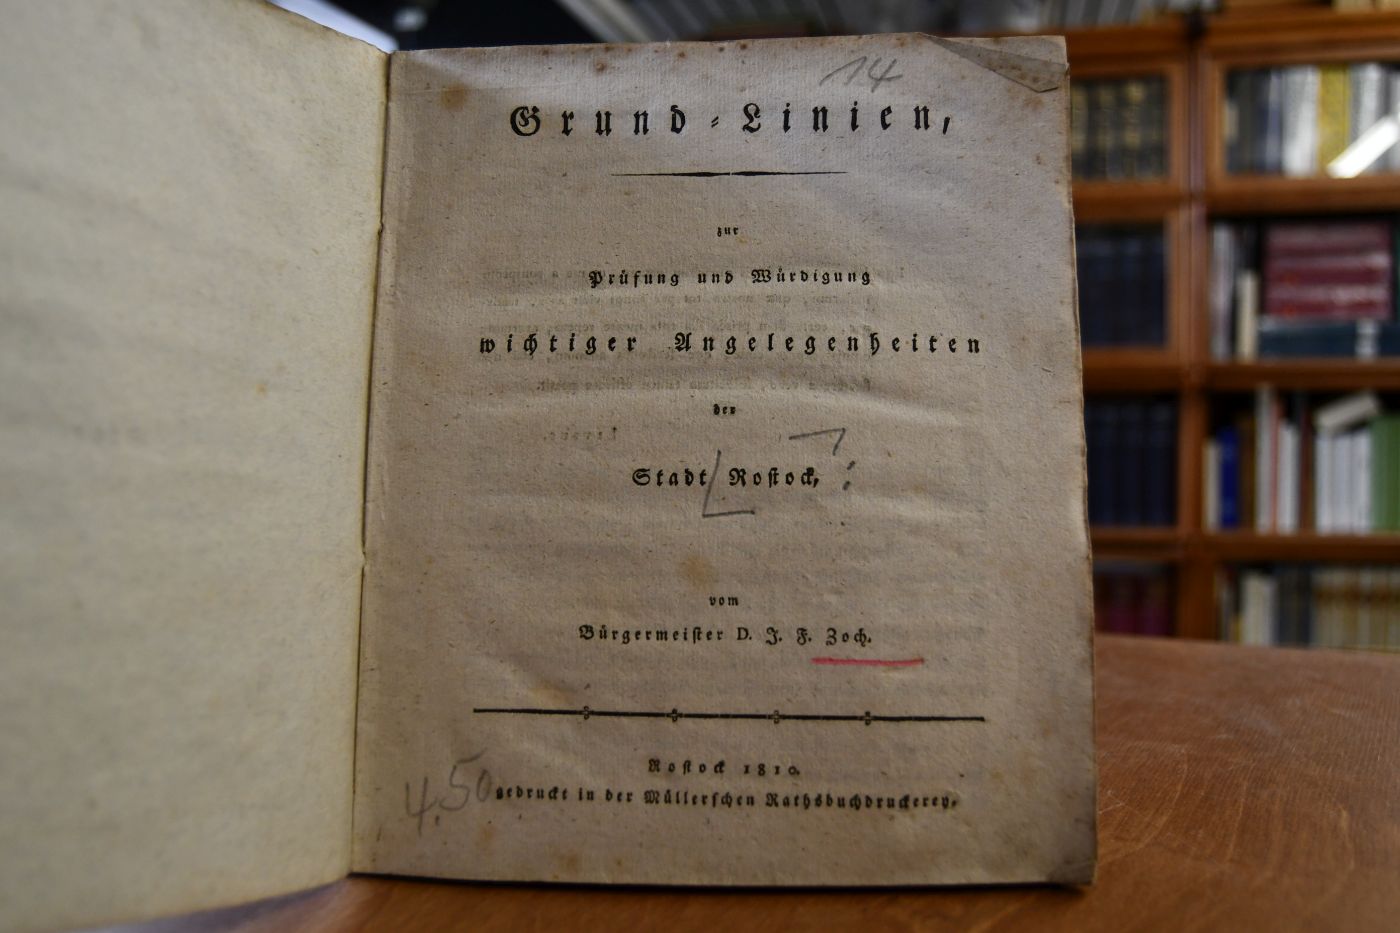 14
Grund-Linien,
zur
Prüfung und Würdigung
wichtiger Angelegenheiten
der
Stadt Rostock,
vom
Bürgermeister D. J. F. Zoch.
Rostock 1810.
4.50
gedruckt in der Müllerschen Rathsbuchdruckerey.